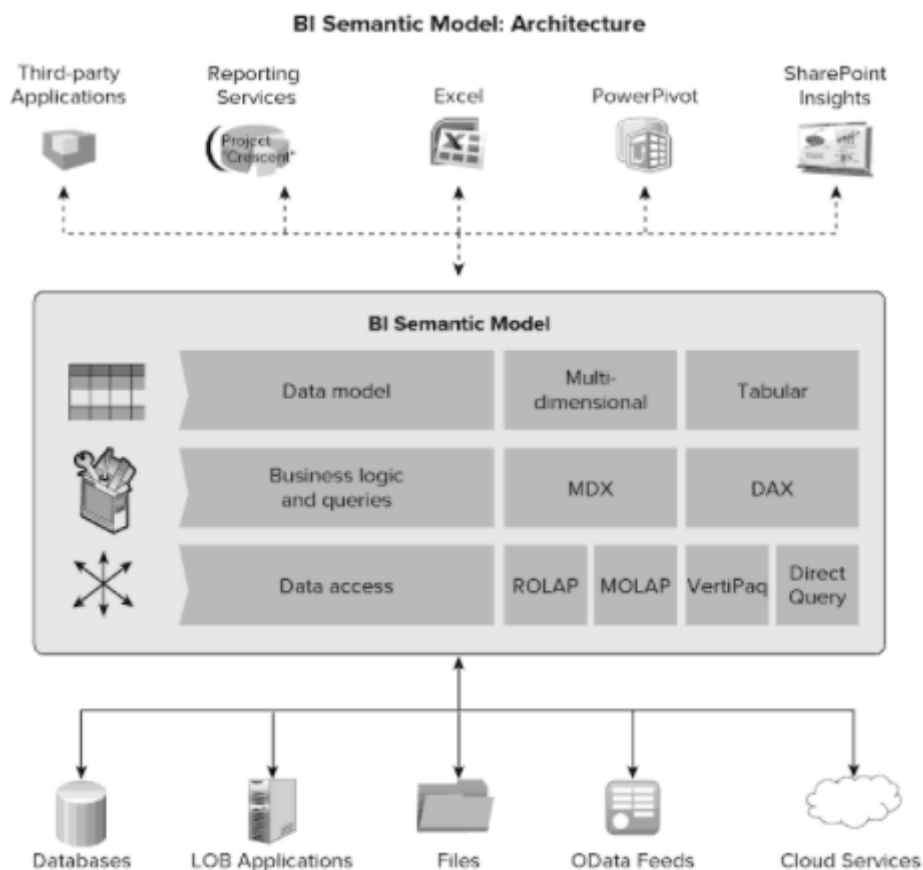 BI Semantic Model: Architecture
Third-party
Applications
Reporting
Services
Excel
PowerPivot
SharePoint
Insights
Project
"Crescent"
BI Semantic Model
Data model
Multi-
dimensional
Tabular
Business logic
and queries
MDX
DAX
Data access
ROLAP
MOLAP
VertiPaq
Direct
Query
Databases
LOB Applications
Files
OData Feeds
Cloud Services